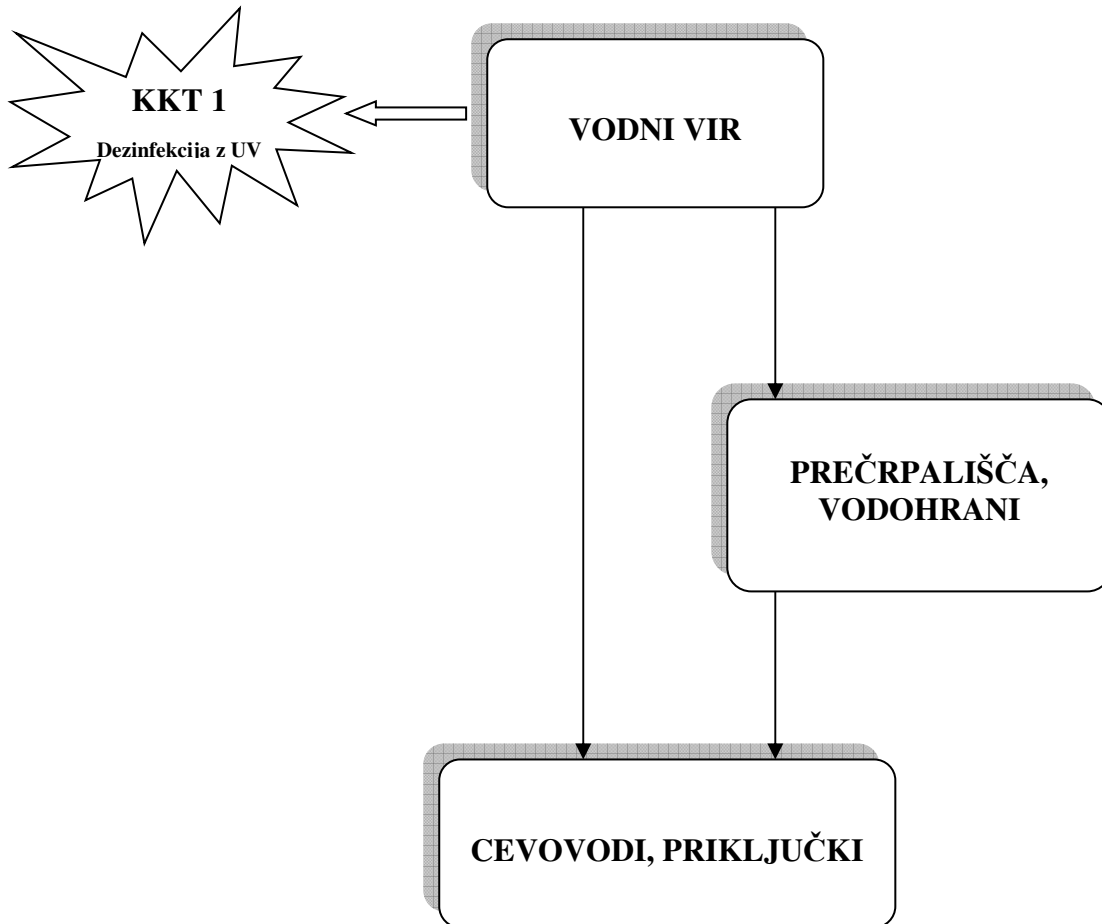 KKT 1
Dezinfekcija z UV
VODNI VIR
PREČRPALIŠČA,
VODOHRANI
CEVOVODI, PRIKLJUČKI